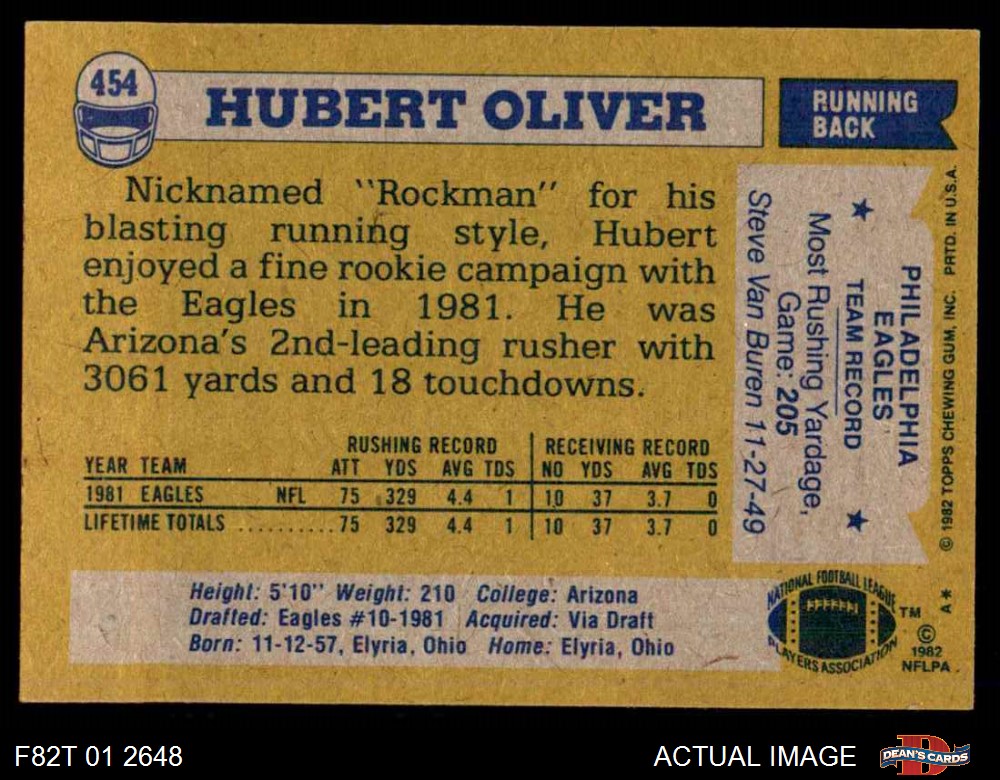 454
HUBERT OLIVER
RUNNING
BACK
Nicknamed "Rockman" for his
blasting running style, Hubert
enjoyed a fine rookie campaign with
the Eagles in 1981. He was
Arizona's 2nd-leading rusher with
3061 yards and 18 touchdowns.
RUSHING RECORD RECEIVING RECORD
YEAR TEAM ATT YDS AVG TDS NO YDS AVG TDS
1981 EAGLES NFL 75 329 4.4 1 10 37 3.7 0
LIFETIME TOTALS .......... 75 329 4.4 1 10 37 3.7 0
Height: 5'10" Weight: 210 College: Arizona
Drafted: Eagles #10-1981 Acquired: Via Draft
Born: 11-12-57, Elyria, Ohio Home: Elyria, Ohio
PHILADELPHIA
EAGLES
★ TEAM RECORD ★
Most Rushing Yardage,
Game: 205
Steve Van Buren 11-27-49
© 1982 TOPPS CHEWING GUM, INC. PRTD. IN U.S.A.
A*
NATIONAL FOOTBALL LEAGUE
PLAYERS ASSOCIATION
TM
©
1982
NFLPA
F82T 01 2648
ACTUAL IMAGE
DEAN'S CARDS